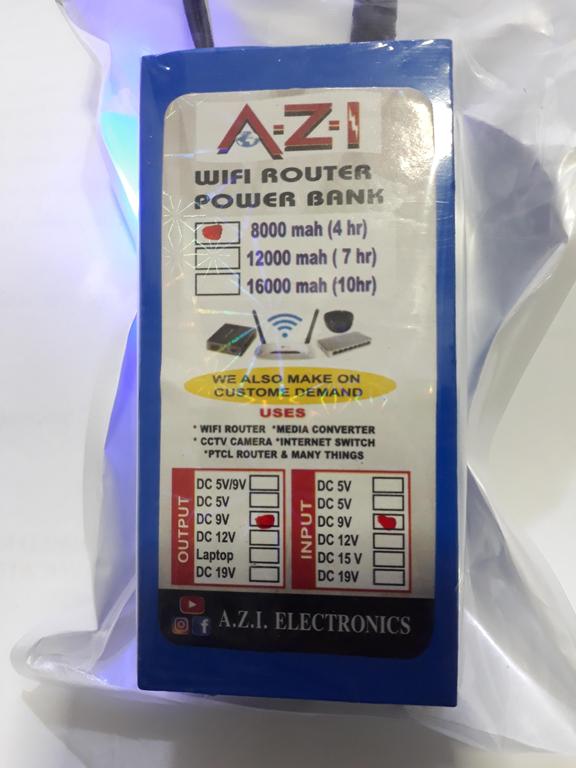 A-Z-I
WIFI ROUTER
POWER BANK
8000 mah (4 hr)
12000 mah ( 7 hr)
16000 mah (10hr)
WE ALSO MAKE ON
CUSTOME DEMAND
USES
* WIFI ROUTER *MEDIA CONVERTER
* CCTV CAMERA *INTERNET SWITCH
*PTCL ROUTER & MANY THINGS
OUTPUT
DC 5V/9V
DC 5V
DC 9V
DC 12V
Laptop
DC 19V
INPUT
DC 5V
DC 5V
DC 9V
DC 12V
DC 15 V
DC 19V
A.Z.I. ELECTRONICS